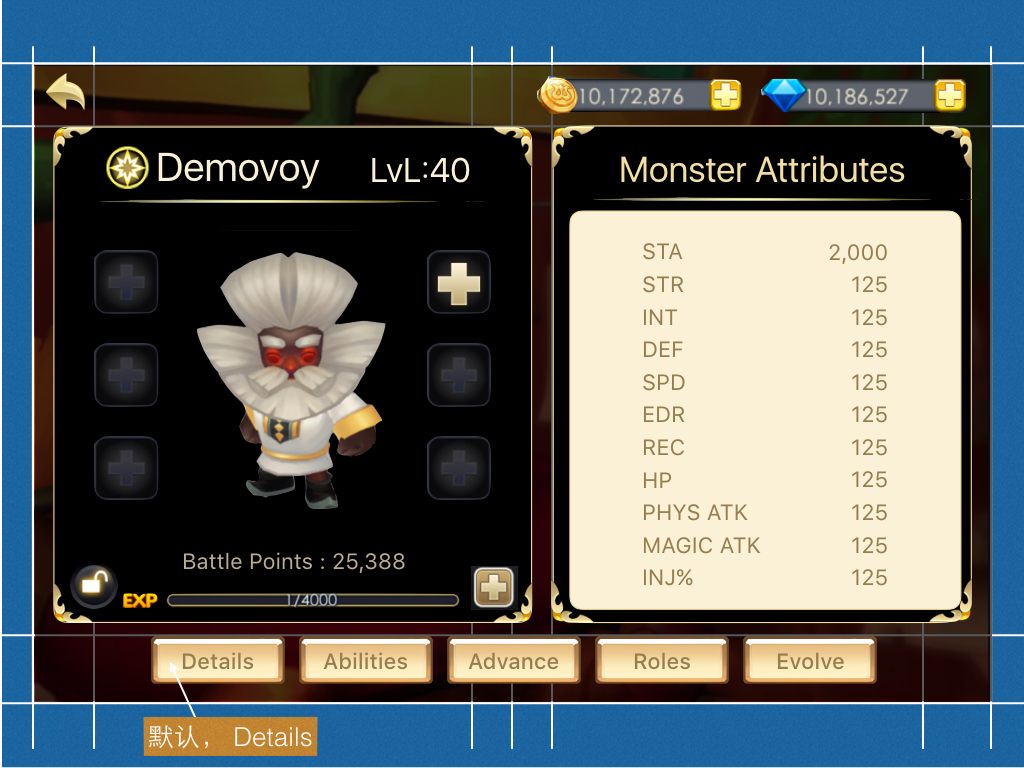 10,172,876
10,186,527
Demovoy LvL:40
Monster Attributes
STA 2,000
STR 125
INT 125
DEF 125
SPD 125
EDR 125
REC 125
HP 125
PHYS ATK 125
MAGIC ATK 125
INJ% 125
Battle Points : 25,388
EXP 1/4000
Details
Abilities
Advance
Roles
Evolve
默认， Details